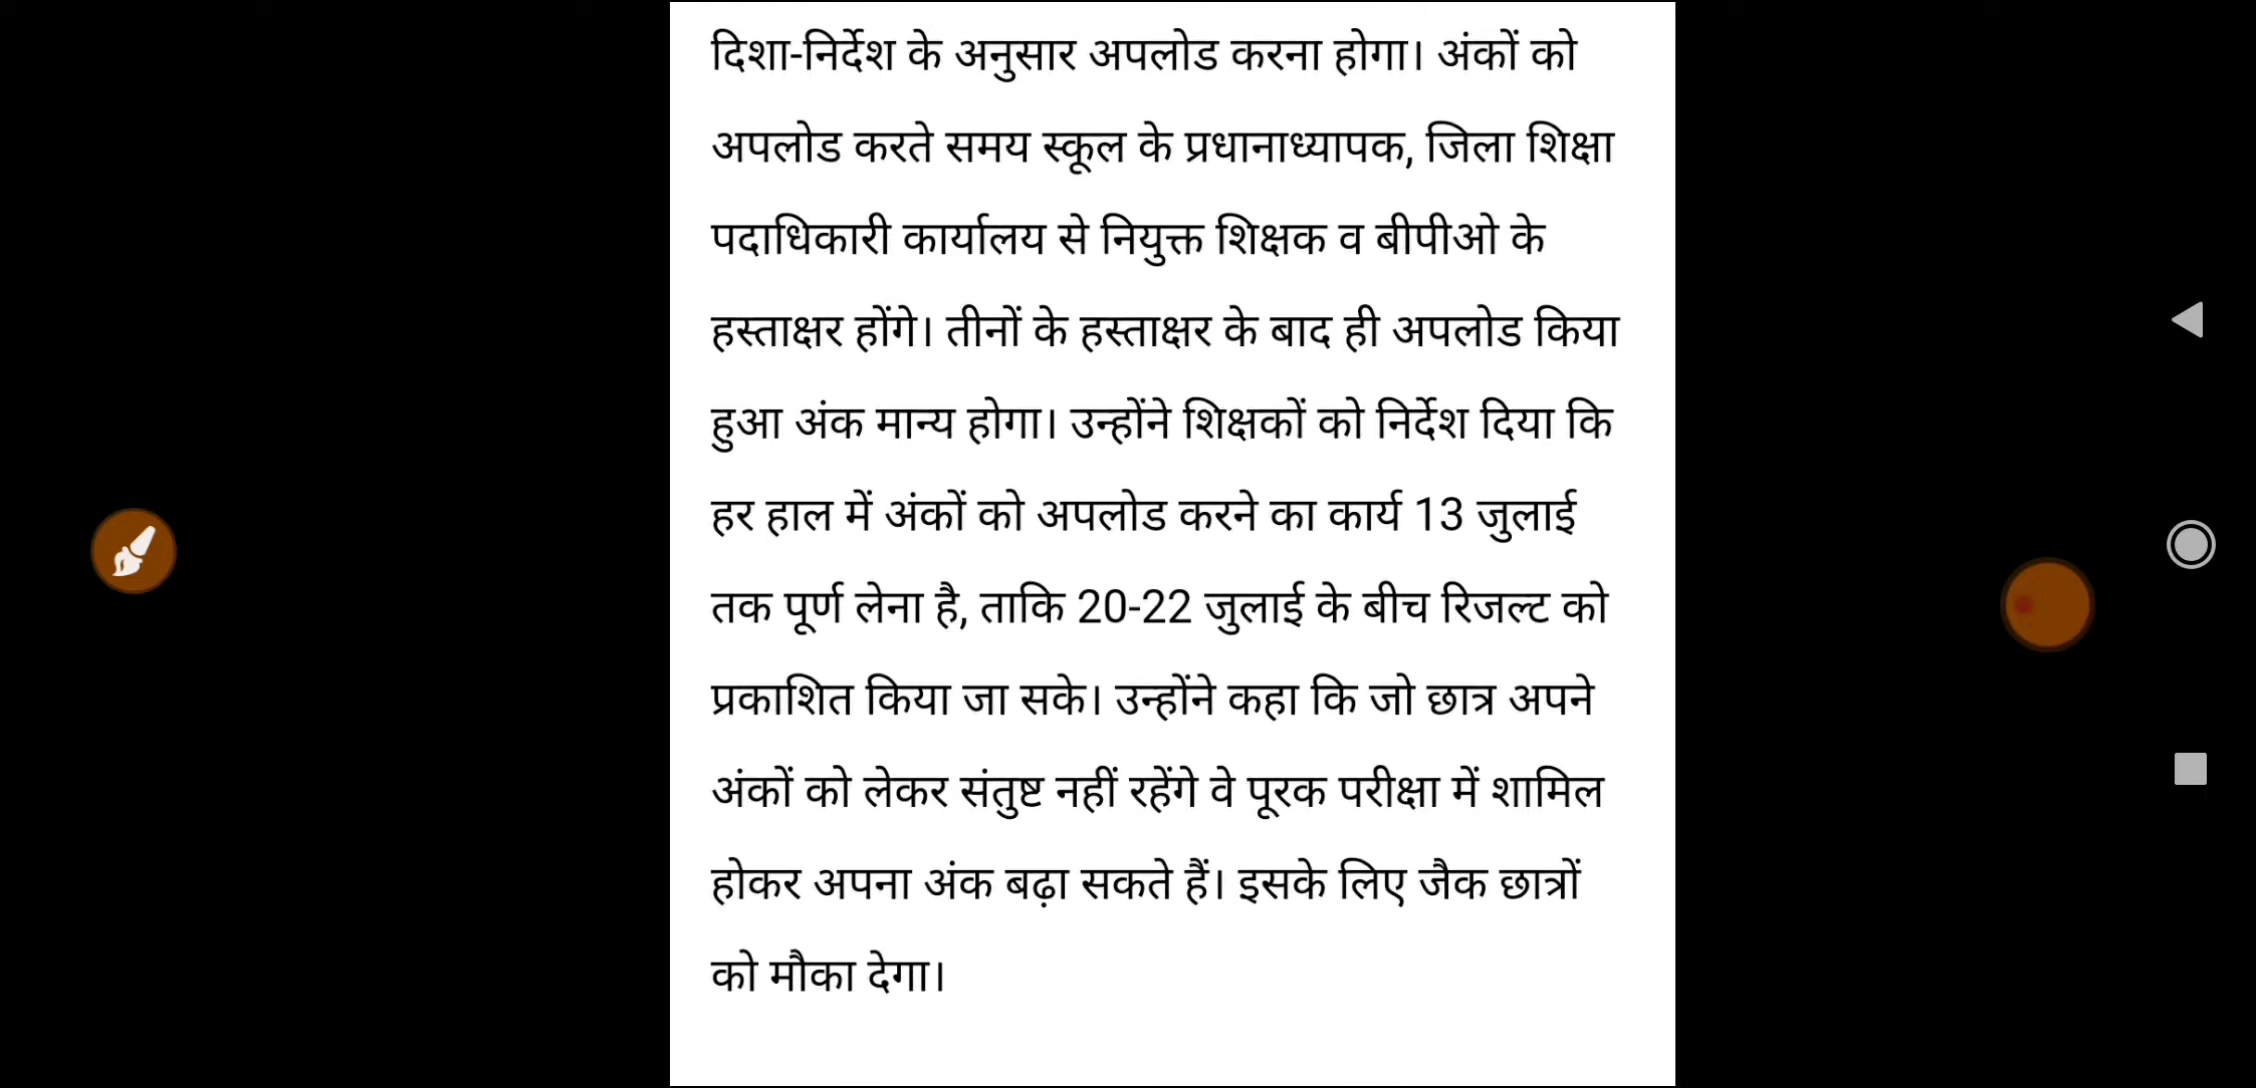 दिशा-निर्देश के अनुसार अपलोड करना होगा। अंकों को
अपलोड करते समय स्कूल के प्रधानाध्यापक, जिला शिक्षा
पदाधिकारी कार्यालय से नियुक्त शिक्षक व बीपीओ के
हस्ताक्षर होंगे। तीनों के हस्ताक्षर के बाद ही अपलोड किया
हुआ अंक मान्य होगा। उन्होंने शिक्षकों को निर्देश दिया कि
हर हाल में अंकों को अपलोड करने का कार्य 13 जुलाई
तक पूर्ण लेना है, ताकि 20-22 जुलाई के बीच रिजल्ट को
प्रकाशित किया जा सके। उन्होंने कहा कि जो छात्र अपने
अंकों को लेकर संतुष्ट नहीं रहेंगे वे पूरक परीक्षा में शामिल
होकर अपना अंक बढ़ा सकते हैं। इसके लिए जैक छात्रों
को मौका देगा।